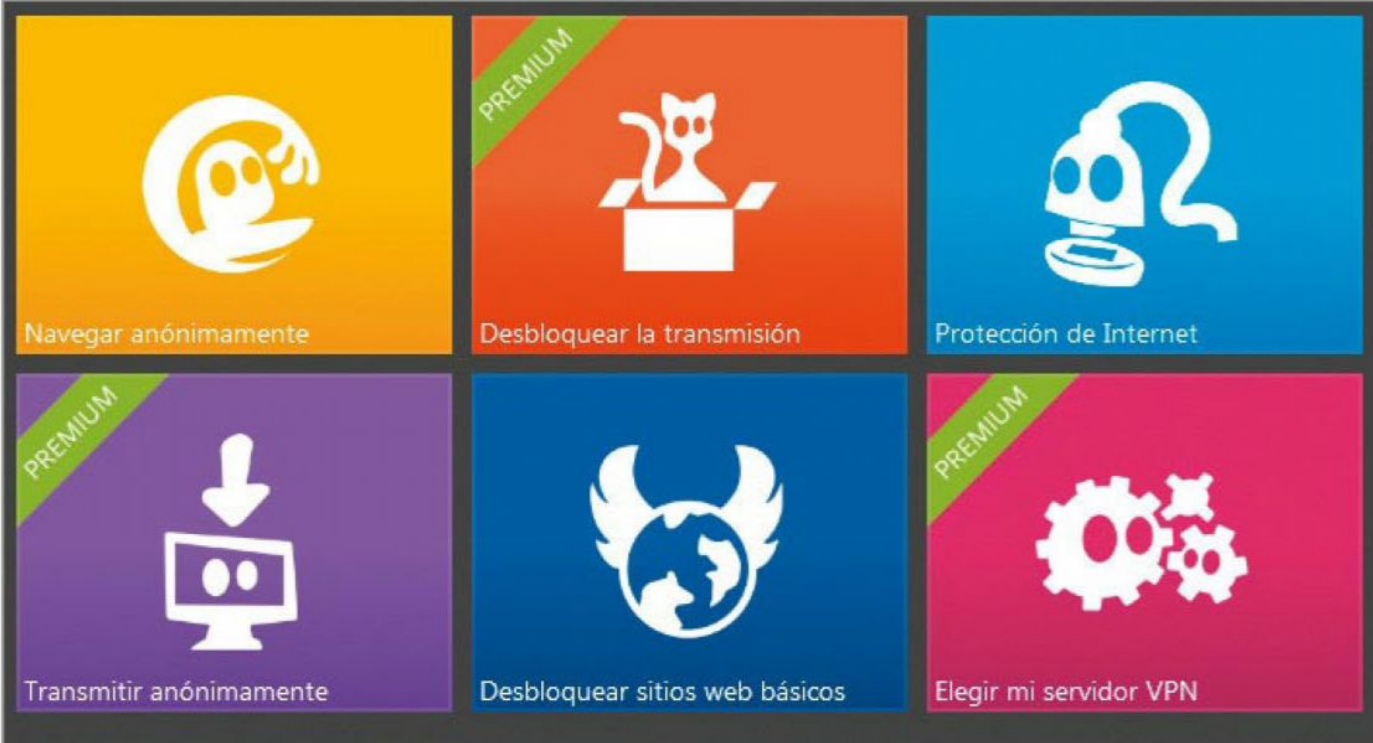 PREMIUM
Navegar anónimamente
Desbloquear la transmisión
Protección de Internet
PREMIUM
PREMIUM
Transmitir anónimamente
Desbloquear sitios web básicos
Elegir mi servidor VPN